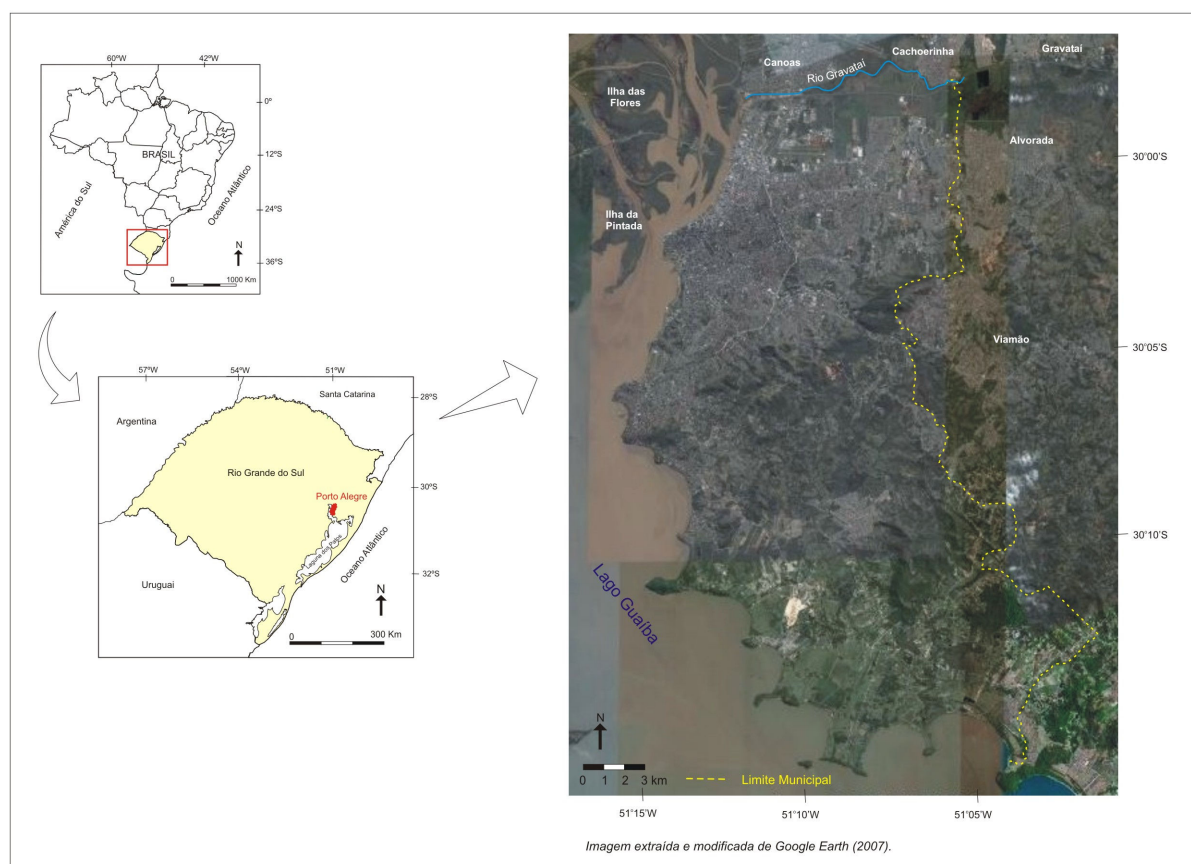 60ºW
42ºW
0º
BRASIL
12ºS
América do Sul
Oceano Atlântico
24ºS
N
36ºS
0
1000 Km
57ºW
54ºW
51ºW
Santa Catarina
28ºS
Argentina
Rio Grande do Sul
30ºS
Porto Alegre
Laguna dos Patos
Oceano Atlântico
Uruguai
32ºS
N
0
300 Km
Canoas
Cachoerinha
Gravataí
Rio Gravataí
Ilha das
Flores
Alvorada
30°00'S
Ilha da
Pintada
Viamão
30°05'S
30°10'S
Lago Guaíba
N
0 1 2 3 km
Limite Municipal
51°15'W
51°10'W
51°05'W
Imagem extraída e modificada de Google Earth (2007).